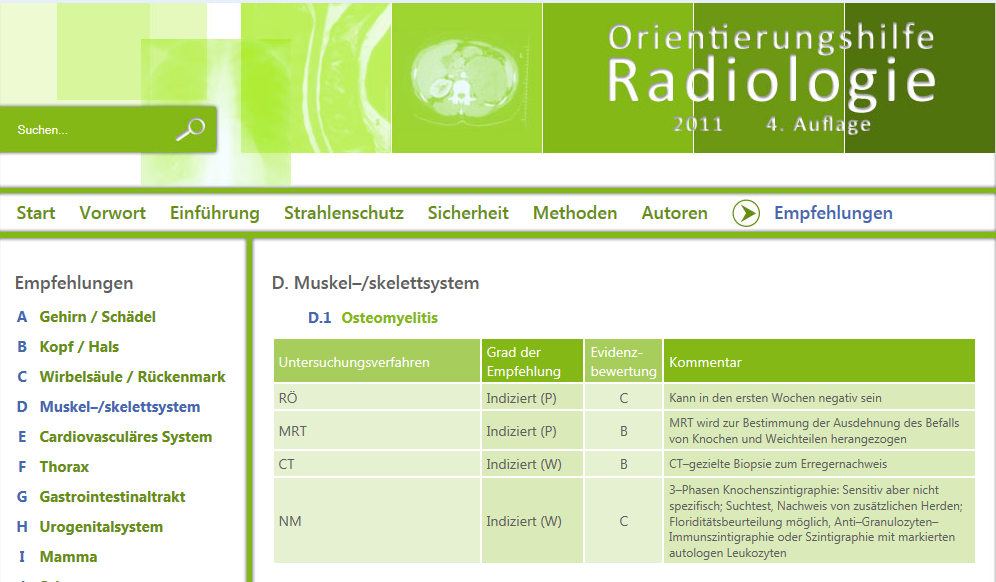 Orientierungshilfe
Radiologie
2011 4. Auflage
Suchen...
Start Vorwort Einführung Strahlenschutz Sicherheit Methoden Autoren Empfehlungen
Empfehlungen
A Gehirn / Schädel
B Kopf / Hals
C Wirbelsäule / Rückenmark
D Muskel–/skelettsystem
E Cardiovasculäres System
F Thorax
G Gastrointestinaltrakt
H Urogenitalsystem
I Mamma
D. Muskel–/skelettsystem
D.1 Osteomyelitis
Untersuchungsverfahren Grad der Empfehlung Evidenz-bewertung Kommentar
RÖ Indiziert (P) C Kann in den ersten Wochen negativ sein
MRT Indiziert (P) B MRT wird zur Bestimmung der Ausdehnung des Befalls
von Knochen und Weichteilen herangezogen
CT Indiziert (W) B CT–gezielte Biopsie zum Erregernachweis
NM Indiziert (W) C 3–Phasen Knochenszintigraphie: Sensitiv aber nicht
spezifisch; Suchtest, Nachweis von zusätzlichen Herden;
Floriditätsbeurteilung möglich, Anti–Granulozyten–
Immunszintigraphie oder Szintigraphie mit markierten
autologen Leukozyten